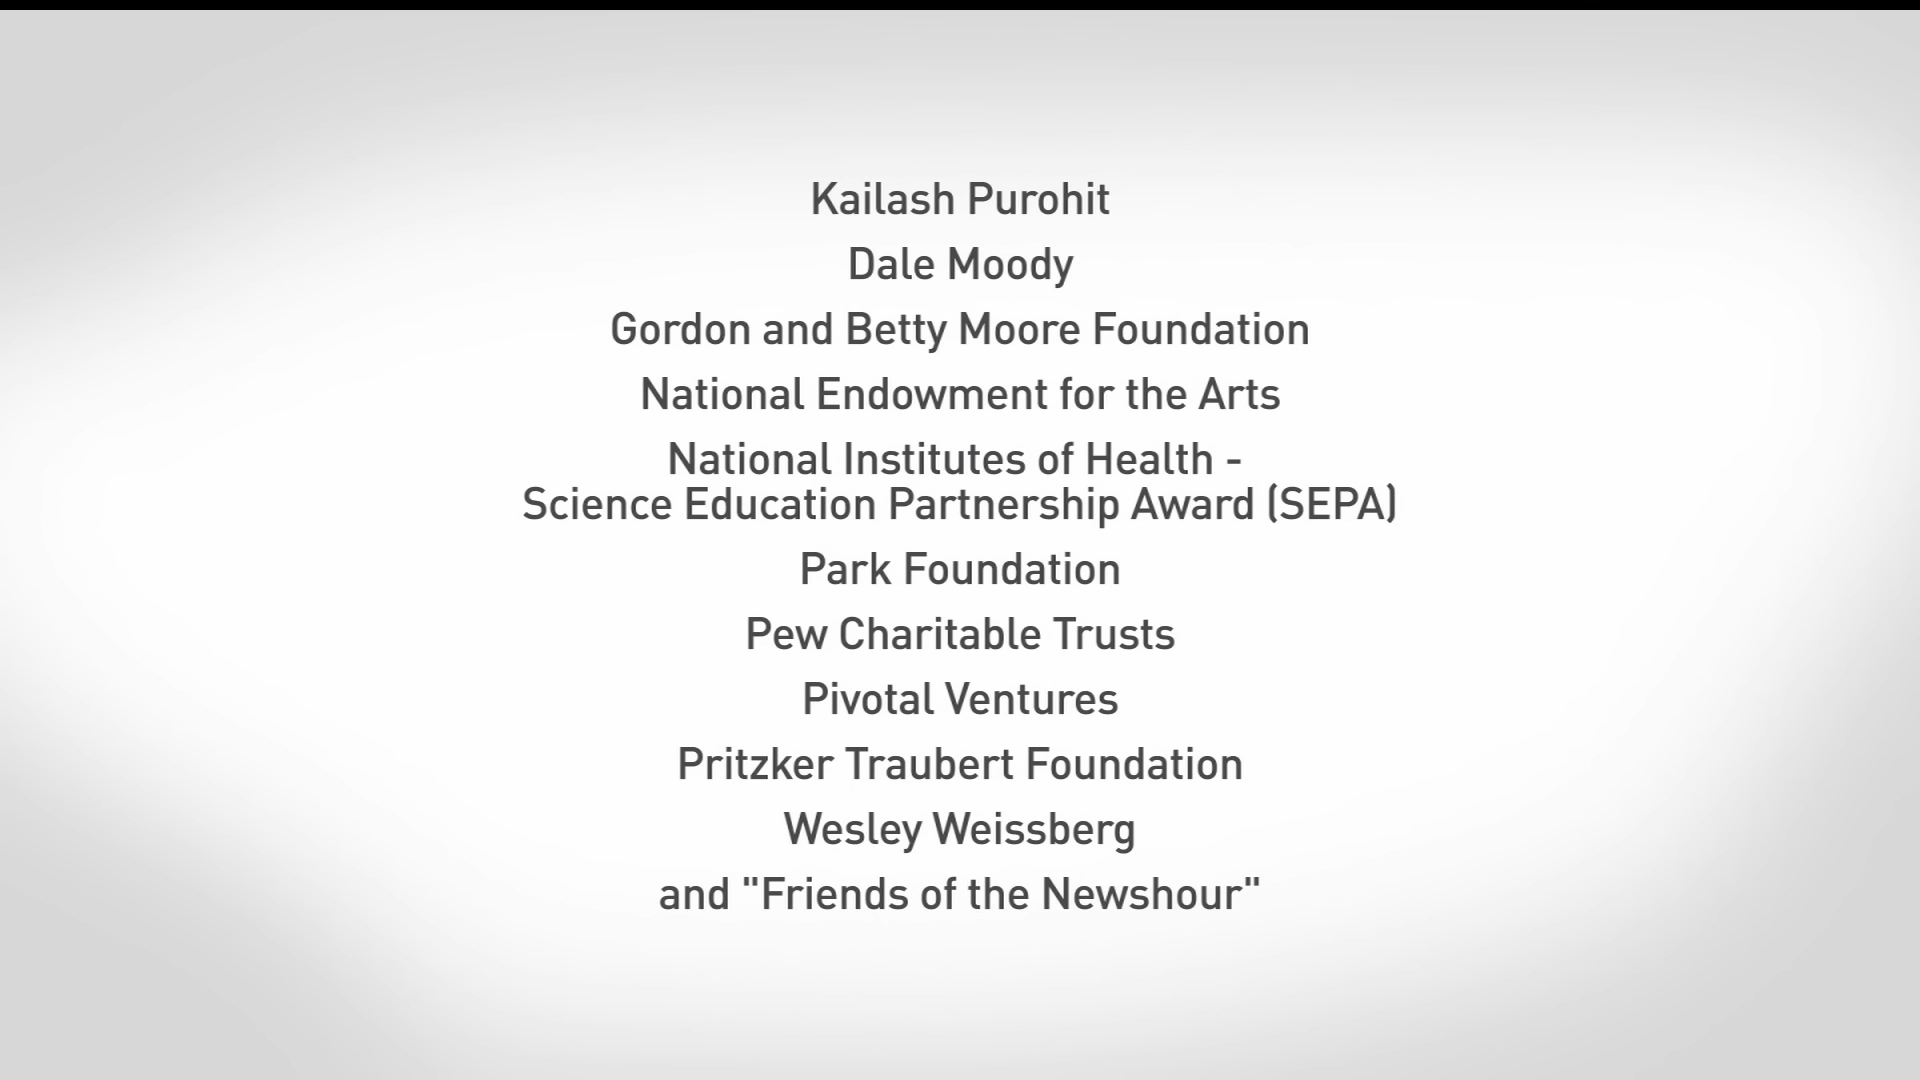 Kailash Purohit
Dale Moody
Gordon and Betty Moore Foundation
National Endowment for the Arts
National Institutes of Health -
Science Education Partnership Award (SEPA)
Park Foundation
Pew Charitable Trusts
Pivotal Ventures
Pritzker Traubert Foundation
Wesley Weissberg
and "Friends of the Newshour"